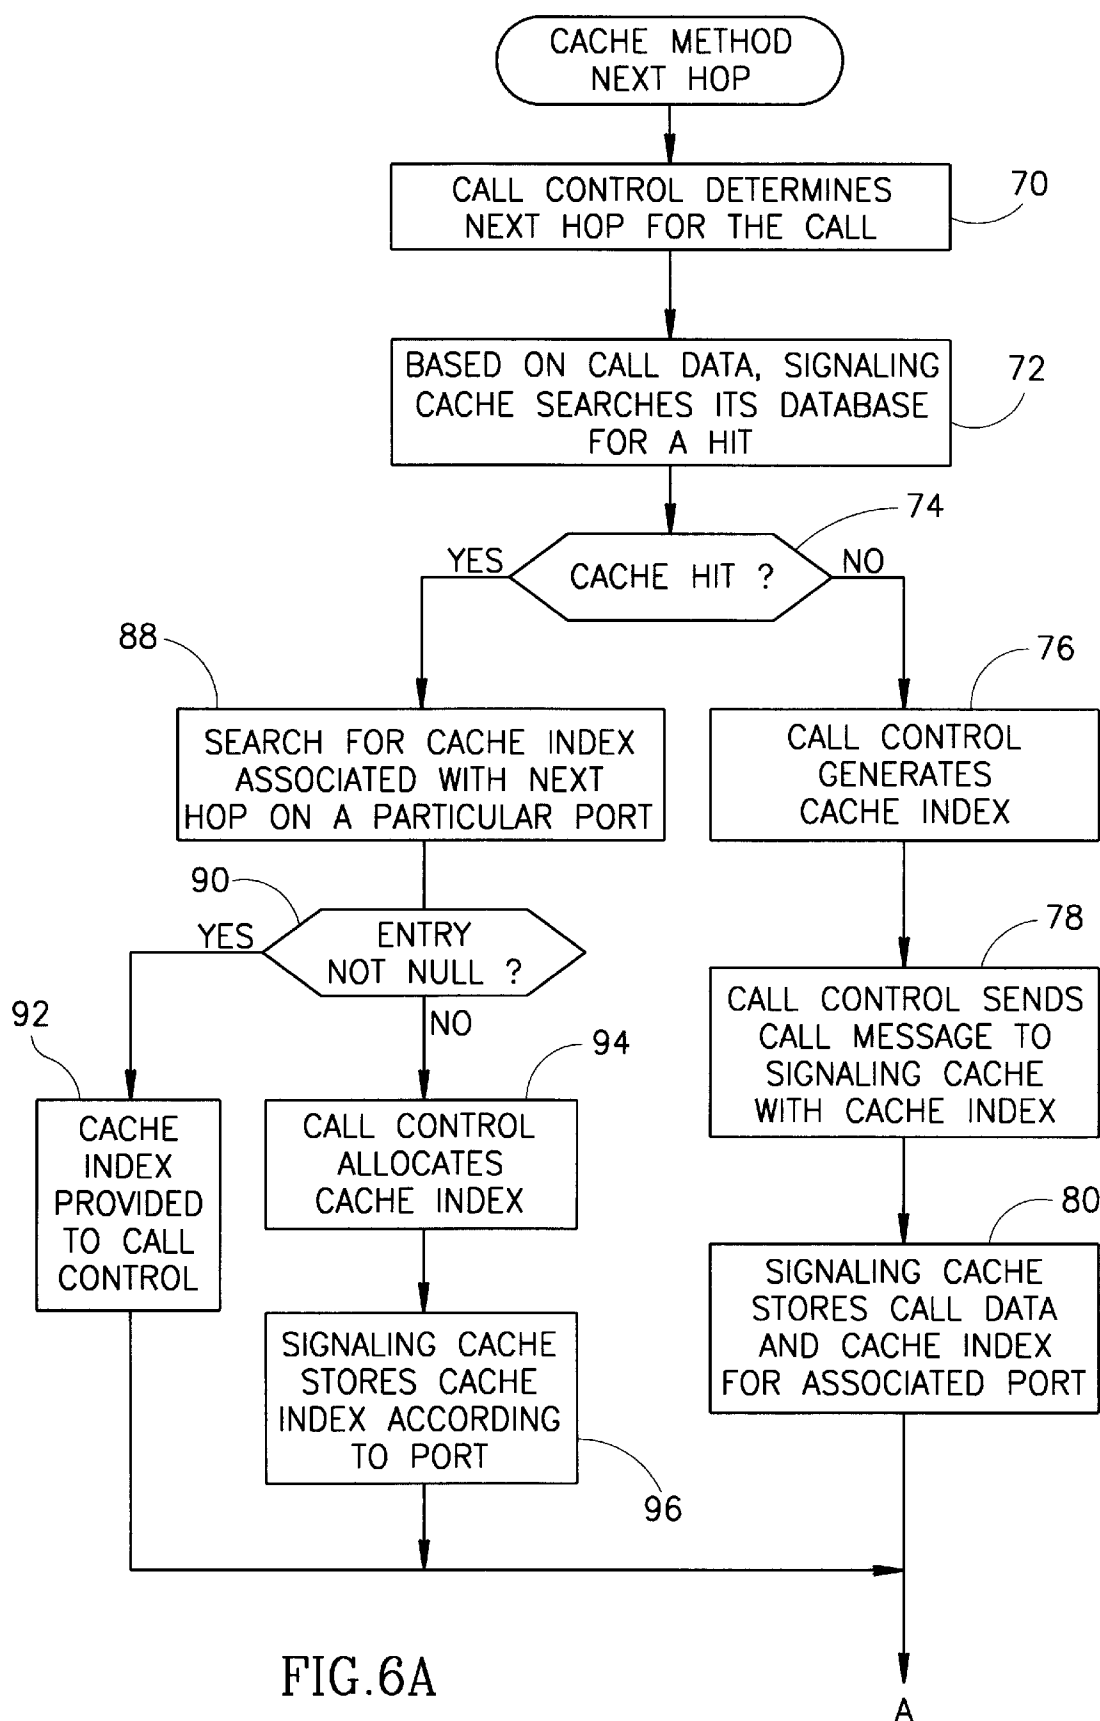 CACHE METHOD
NEXT HOP
CALL CONTROL DETERMINES
NEXT HOP FOR THE CALL
70
BASED ON CALL DATA, SIGNALING
CACHE SEARCHES ITS DATABASE
FOR A HIT
72
74
YES
CACHE HIT ?
NO
88
SEARCH FOR CACHE INDEX
ASSOCIATED WITH NEXT
HOP ON A PARTICULAR PORT
76
CALL CONTROL
GENERATES
CACHE INDEX
90
YES
ENTRY
NOT NULL ?
NO
78
CALL CONTROL SENDS
CALL MESSAGE TO
SIGNALING CACHE
WITH CACHE INDEX
92
CACHE
INDEX
PROVIDED
TO CALL
CONTROL
94
CALL CONTROL
ALLOCATES
CACHE INDEX
80
SIGNALING CACHE
STORES CALL DATA
AND CACHE INDEX
FOR ASSOCIATED PORT
SIGNALING CACHE
STORES CACHE
INDEX ACCORDING
TO PORT
96
FIG.6A
A